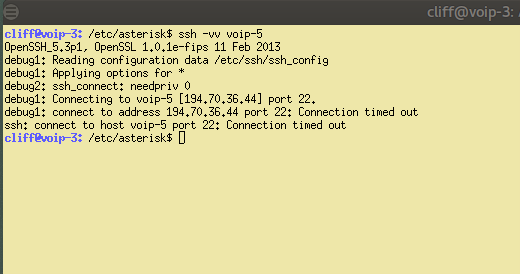 cliff@voip-3:
cliff@voip-3: /etc/asterisk$ ssh -vv voip-5
OpenSSH_5.3p1, OpenSSL 1.0.1e-fips 11 Feb 2013
debug1: Reading configuration data /etc/ssh/ssh_config
debug1: Applying options for *
debug2: ssh_connect: needpriv 0
debug1: Connecting to voip-5 [194.70.36.44] port 22.
debug1: connect to address 194.70.36.44 port 22: Connection timed out
ssh: connect to host voip-5 port 22: Connection timed out
cliff@voip-3: /etc/asterisk$